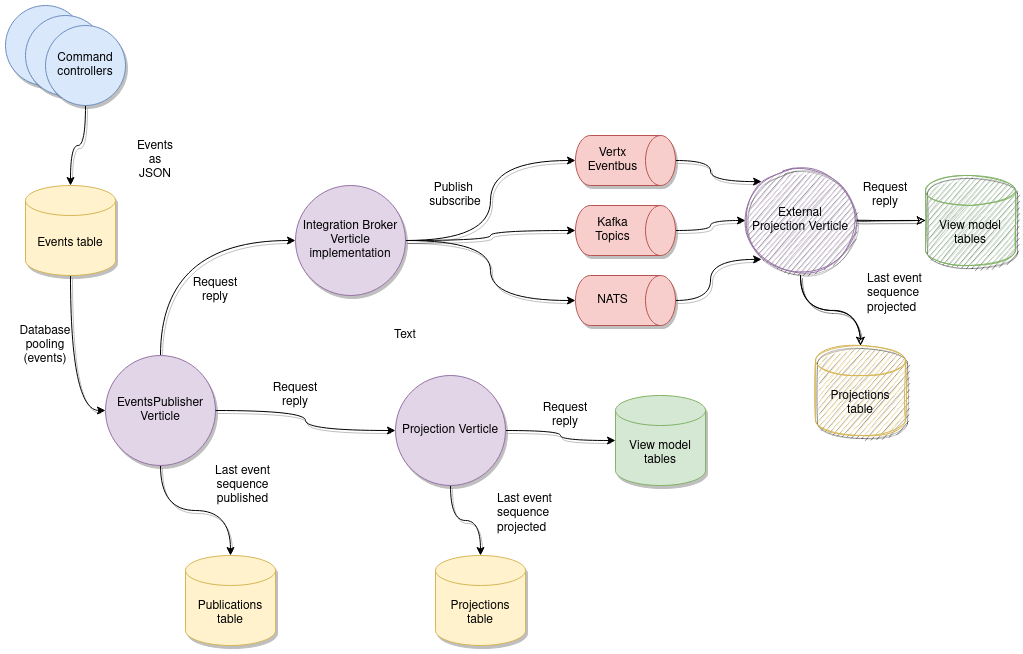 Command
controllers
Events
as
JSON
Events table
Database
pooling
(events)
EventsPublisher
Verticle
Request
reply
Integration Broker
Verticle
implementation
Publish
subscribe
Vertx
Eventbus
Kafka
Topics
NATS
External
Projection Verticle
Request
reply
View model
tables
Last event
sequence
projected
Projections
table
Text
Request
reply
Projection Verticle
Request
reply
View model
tables
Last event
sequence
published
Publications
table
Last event
sequence
projected
Projections
table